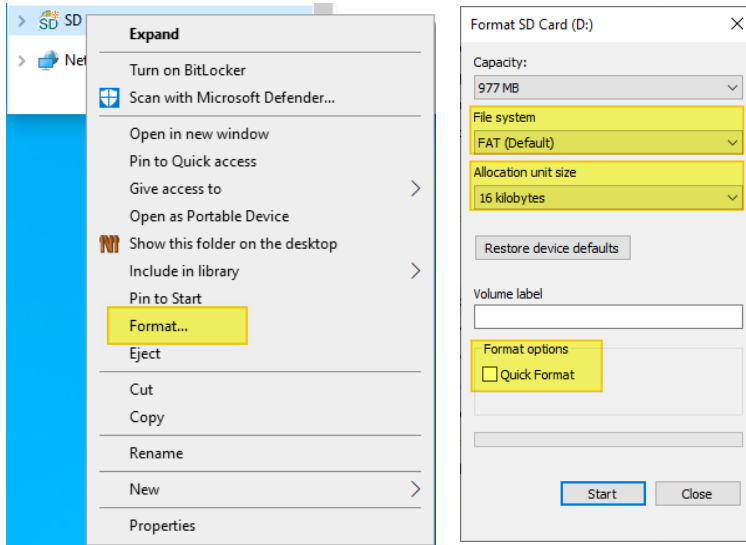 SD
Net
Expand
Turn on BitLocker
Scan with Microsoft Defender...
Open in new window
Pin to Quick access
Give access to
Open as Portable Device
Show this folder on the desktop
Include in library
Pin to Start
Format...
Eject
Cut
Copy
Rename
New
Properties
Format SD Card (D:)
Capacity:
977 MB
File system
FAT (Default)
Allocation unit size
16 kilobytes
Restore device defaults
Volume label
Format options
Quick Format
Start
Close